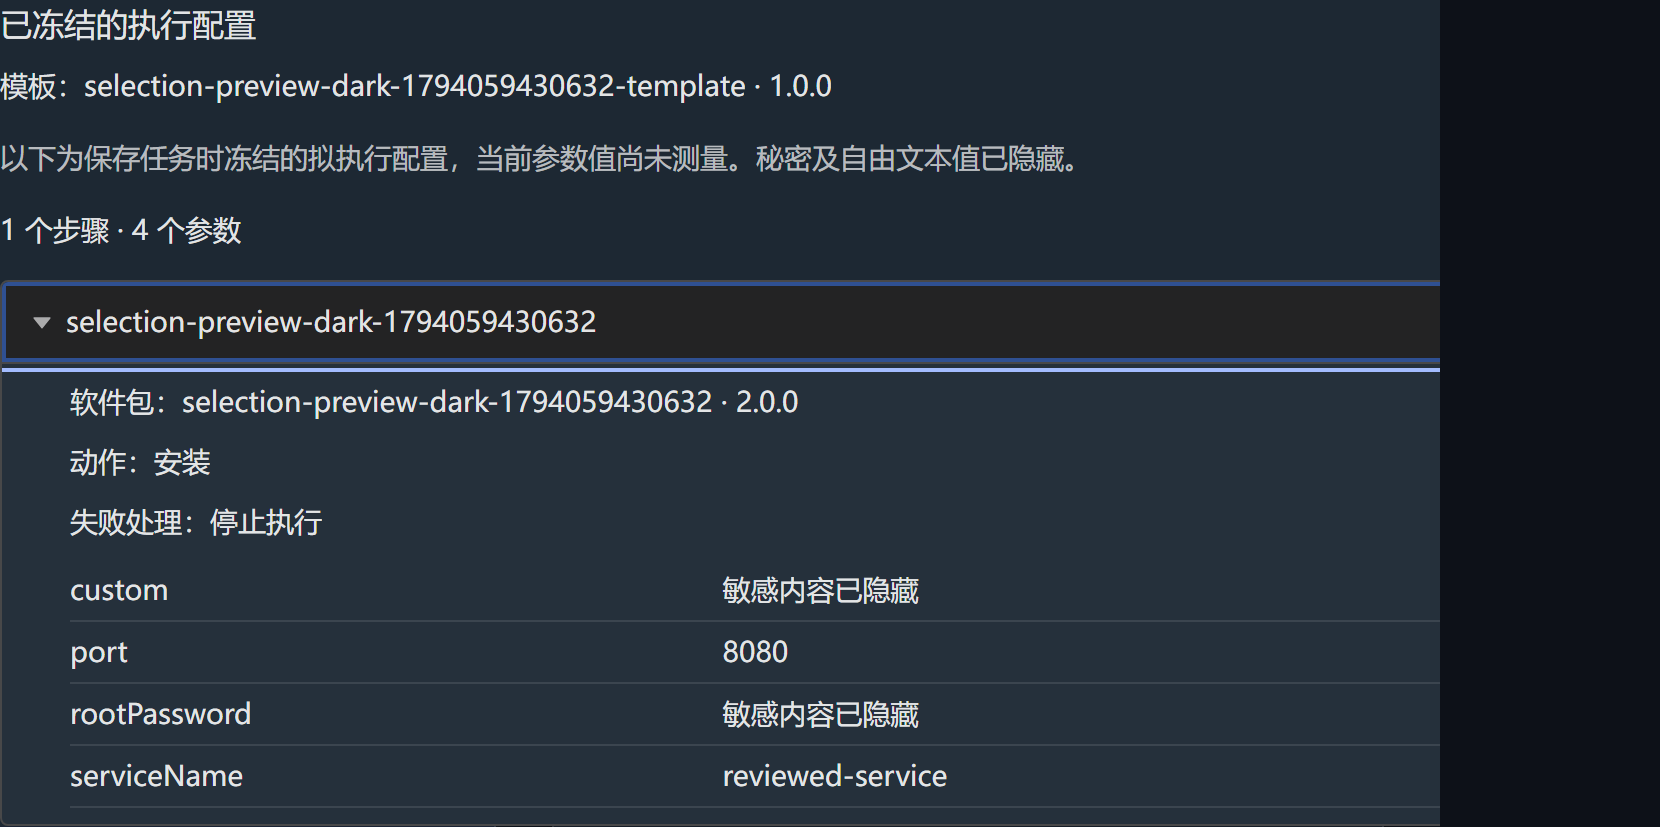 已冻结的执行配置
模板：selection-preview-dark-1794059430632-template · 1.0.0
以下为保存任务时冻结的拟执行配置，当前参数值尚未测量。秘密及自由文本值已隐藏。
1 个步骤 · 4 个参数
selection-preview-dark-1794059430632
软件包：selection-preview-dark-1794059430632 · 2.0.0
动作：安装
失败处理：停止执行
custom 敏感内容已隐藏
port 8080
rootPassword 敏感内容已隐藏
serviceName reviewed-service